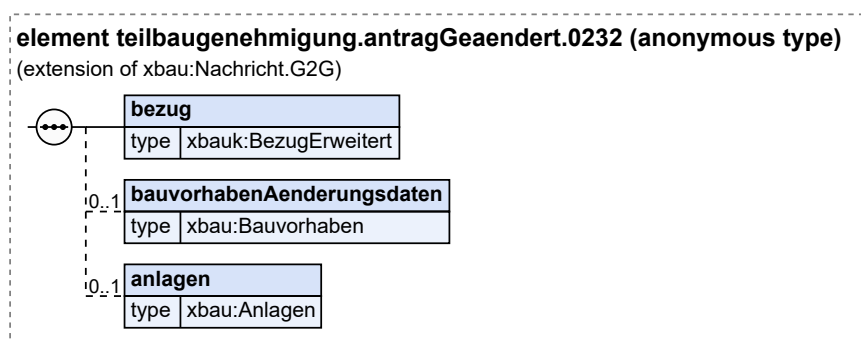 element teilbaugenehmigung.antragGeaendert.0232 (anonymous type)
(extension of xbau:Nachricht.G2G)
bezug
type xbauk:BezugErweitert
0..1 bauvorhabenAenderungsdaten
type xbau:Bauvorhaben
0..1 anlagen
type xbau:Anlagen